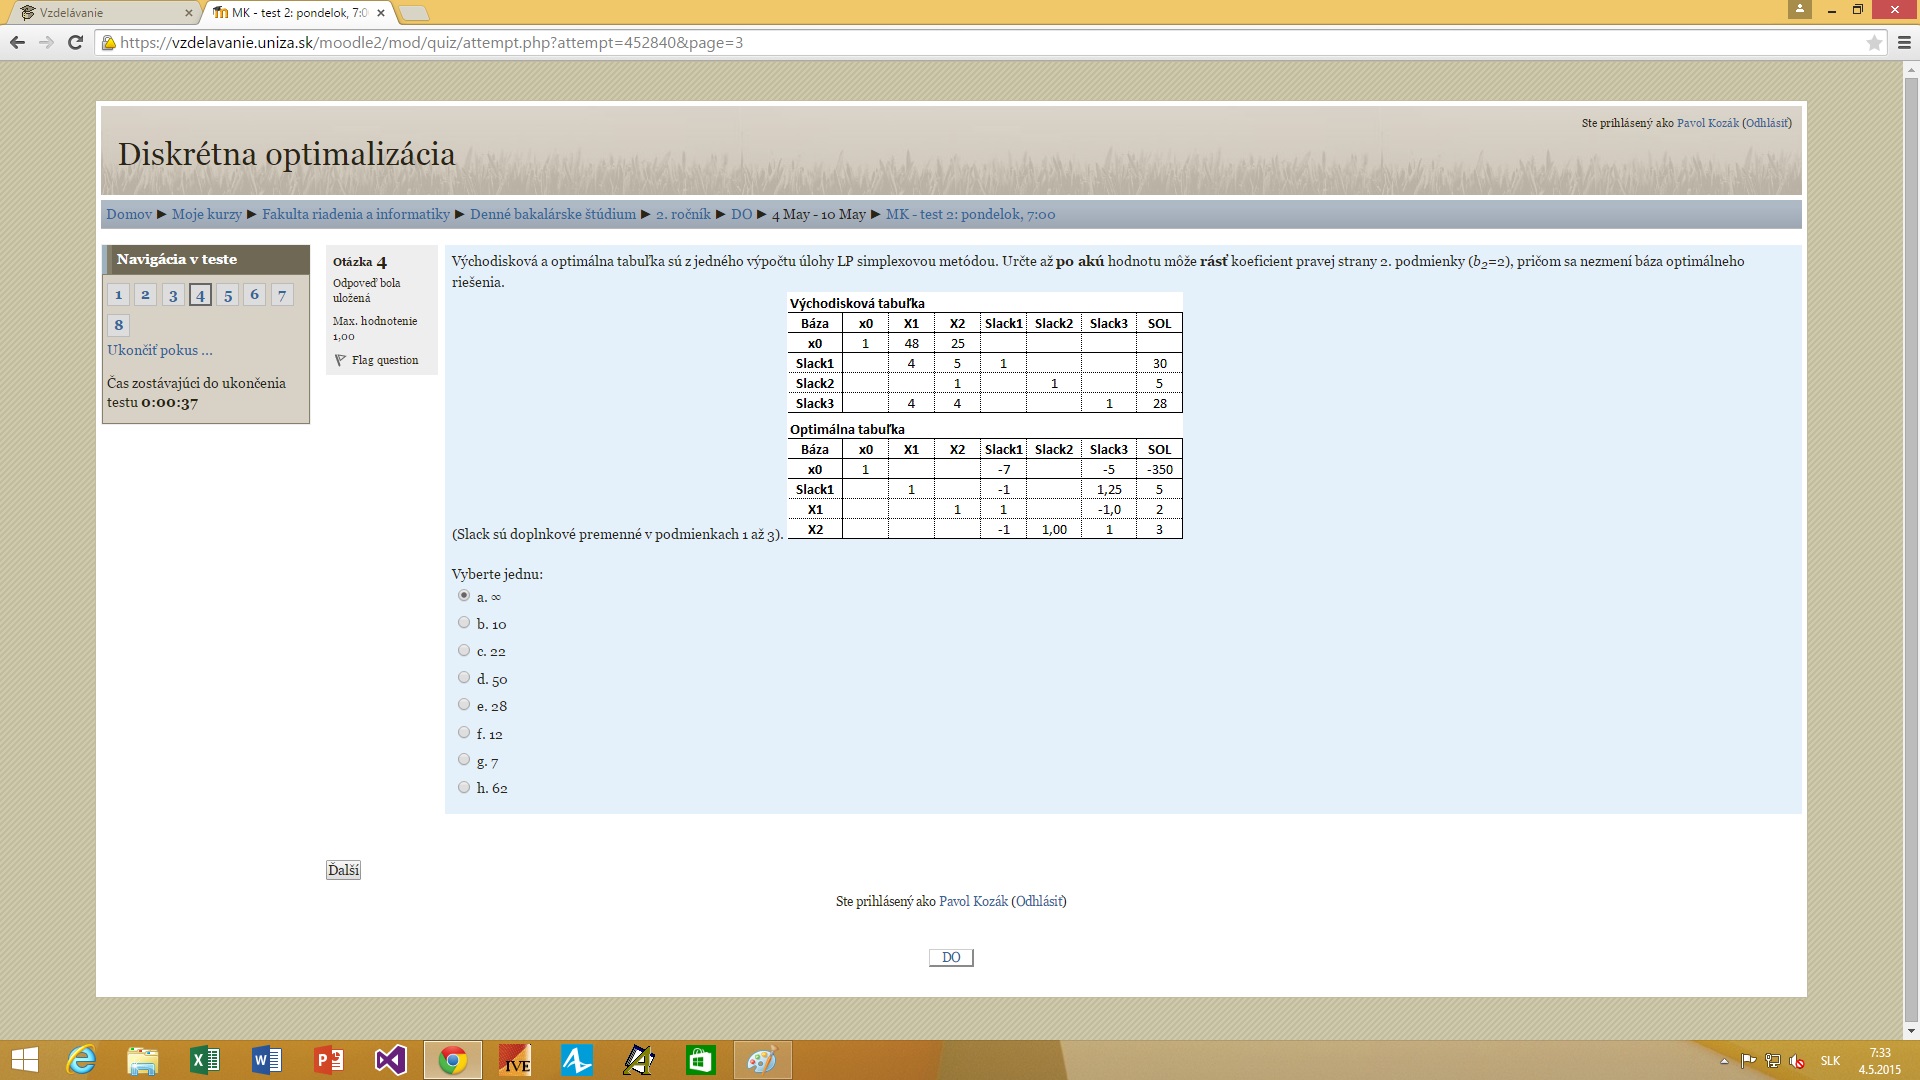 Vzdelávanie
MK - test 2: pondelok, 7:0
https://vzdelavanie.uniza.sk/moodle2/mod/quiz/attempt.php?attempt=452840&page=3
Ste prihlásený ako Pavol Kozák (Odhlásiť)
Diskrétna optimalizácia
Domov ► Moje kurzy ► Fakulta riadenia a informatiky ► Denné bakalárske štúdium ► 2. ročník ► DO ► 4 May - 10 May ► MK - test 2: pondelok, 7:00
Navigácia v teste
1 2 3 4 5 6 7
8
Ukončiť pokus ...
Čas zostávajúci do ukončenia
testu 0:00:37
Otázka 4
Odpoveď bola
uložená
Max. hodnotenie
1,00
Flag question
Východisková a optimálna tabuľka sú z jedného výpočtu úlohy LP simplexovou metódou. Určte až po akú hodnotu môže rásť koeficient pravej strany 2. podmienky (b2=2), pričom sa nezmení báza optimálneho
riešenia.
Východisková tabuľka
Báza x0 X1 X2 Slack1 Slack2 Slack3 SOL
x0 1 48 25
Slack1 4 5 1 30
Slack2 1 1 5
Slack3 4 4 1 28
Optimálna tabuľka
Báza x0 X1 X2 Slack1 Slack2 Slack3 SOL
x0 1 -7 -5 -350
Slack1 1 -1 1,25 5
X1 1 1 -1,0 2
X2 -1 1,00 1 3
(Slack sú doplnkové premenné v podmienkach 1 až 3).
Vyberte jednu:
a. ∞
b. 10
c. 22
d. 50
e. 28
f. 12
g. 7
h. 62
Ďalší
Ste prihlásený ako Pavol Kozák (Odhlásiť)
DO
IVE
SLK
7:33
4.5.2015